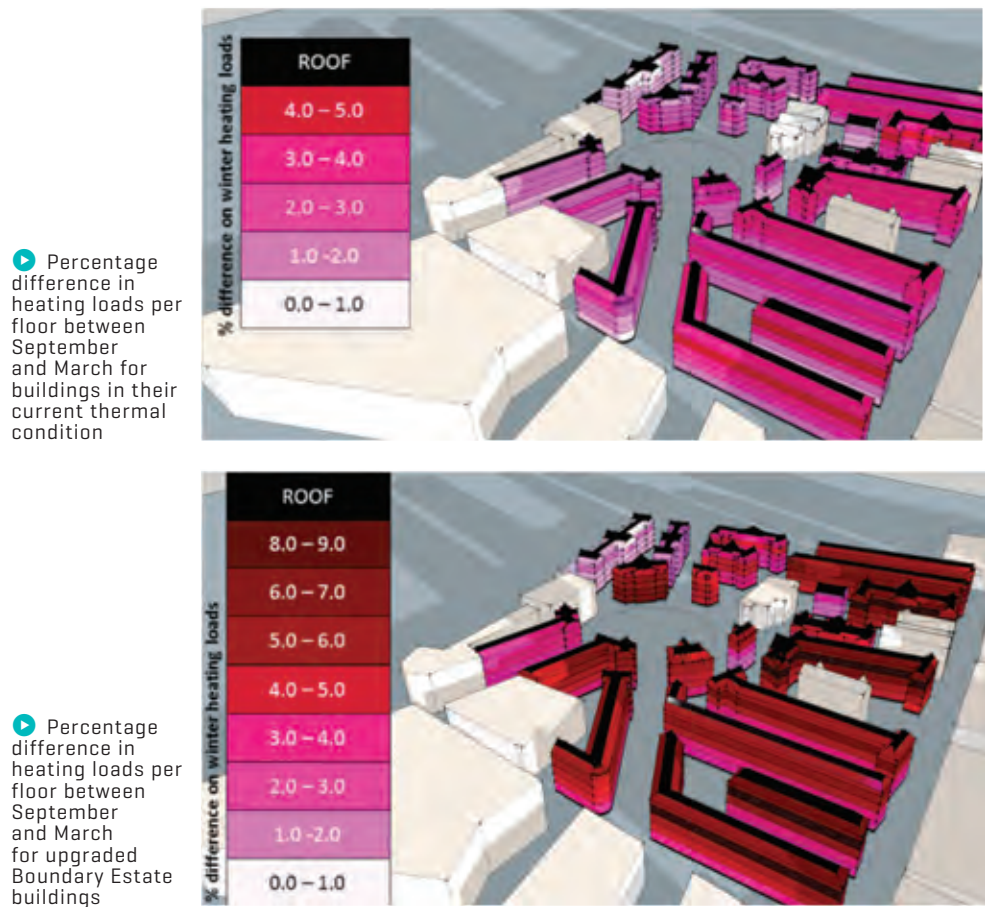 % difference on winter heating loads
ROOF
4.0 – 5.0
3.0 – 4.0
2.0 – 3.0
1.0 -2.0
0.0 – 1.0
Percentage
difference in
heating loads per
floor between
September
and March for
buildings in their
current thermal
condition
% difference on winter heating loads
ROOF
8.0 – 9.0
6.0 – 7.0
5.0 – 6.0
4.0 – 5.0
3.0 – 4.0
2.0 – 3.0
1.0 -2.0
0.0 – 1.0
Percentage
difference in
heating loads per
floor between
September
and March
for upgraded
Boundary Estate
buildings